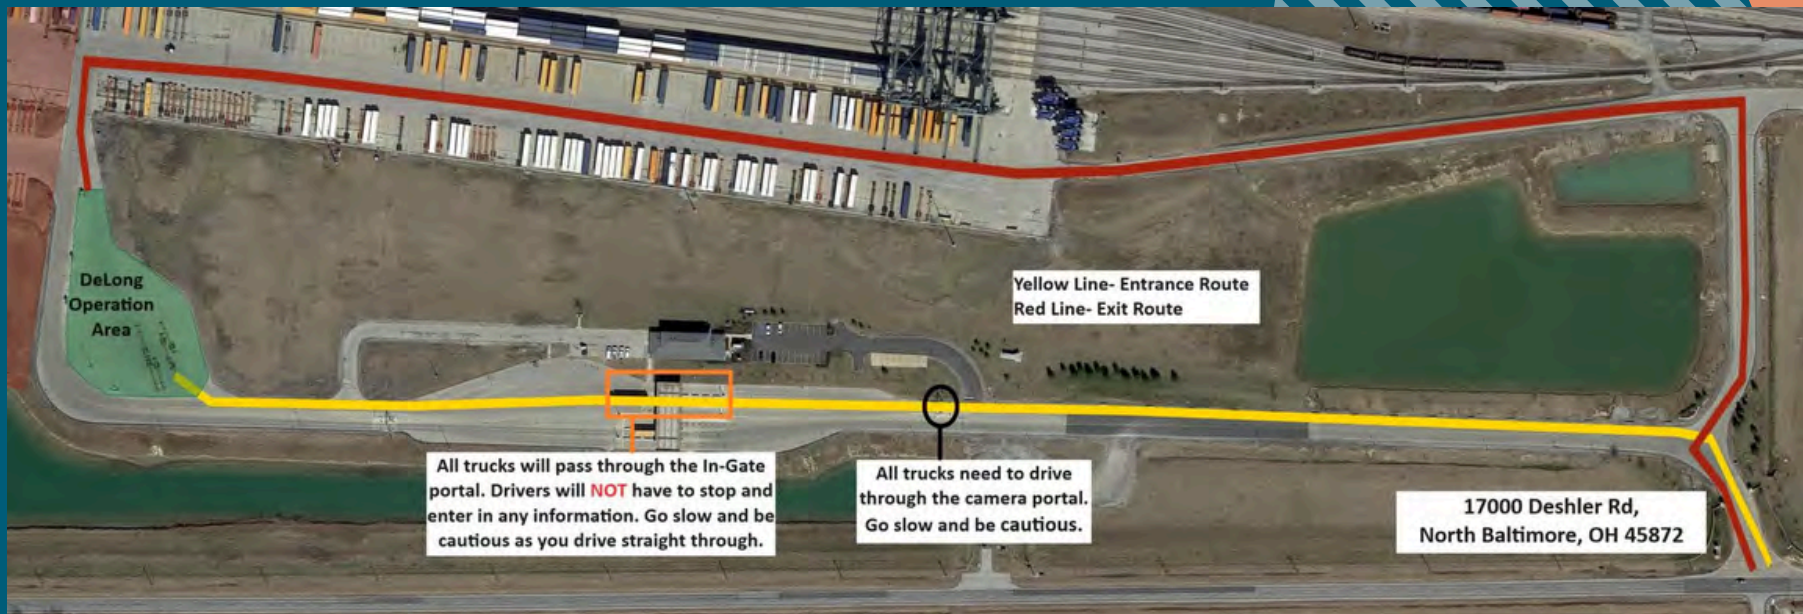 DeLong
Operation
Area
Yellow Line- Entrance Route
Red Line- Exit Route
All trucks will pass through the In-Gate
portal. Drivers will NOT have to stop and
enter in any information. Go slow and be
cautious as you drive straight through.
All trucks need to drive
through the camera portal.
Go slow and be cautious.
17000 Deshler Rd,
North Baltimore, OH 45872